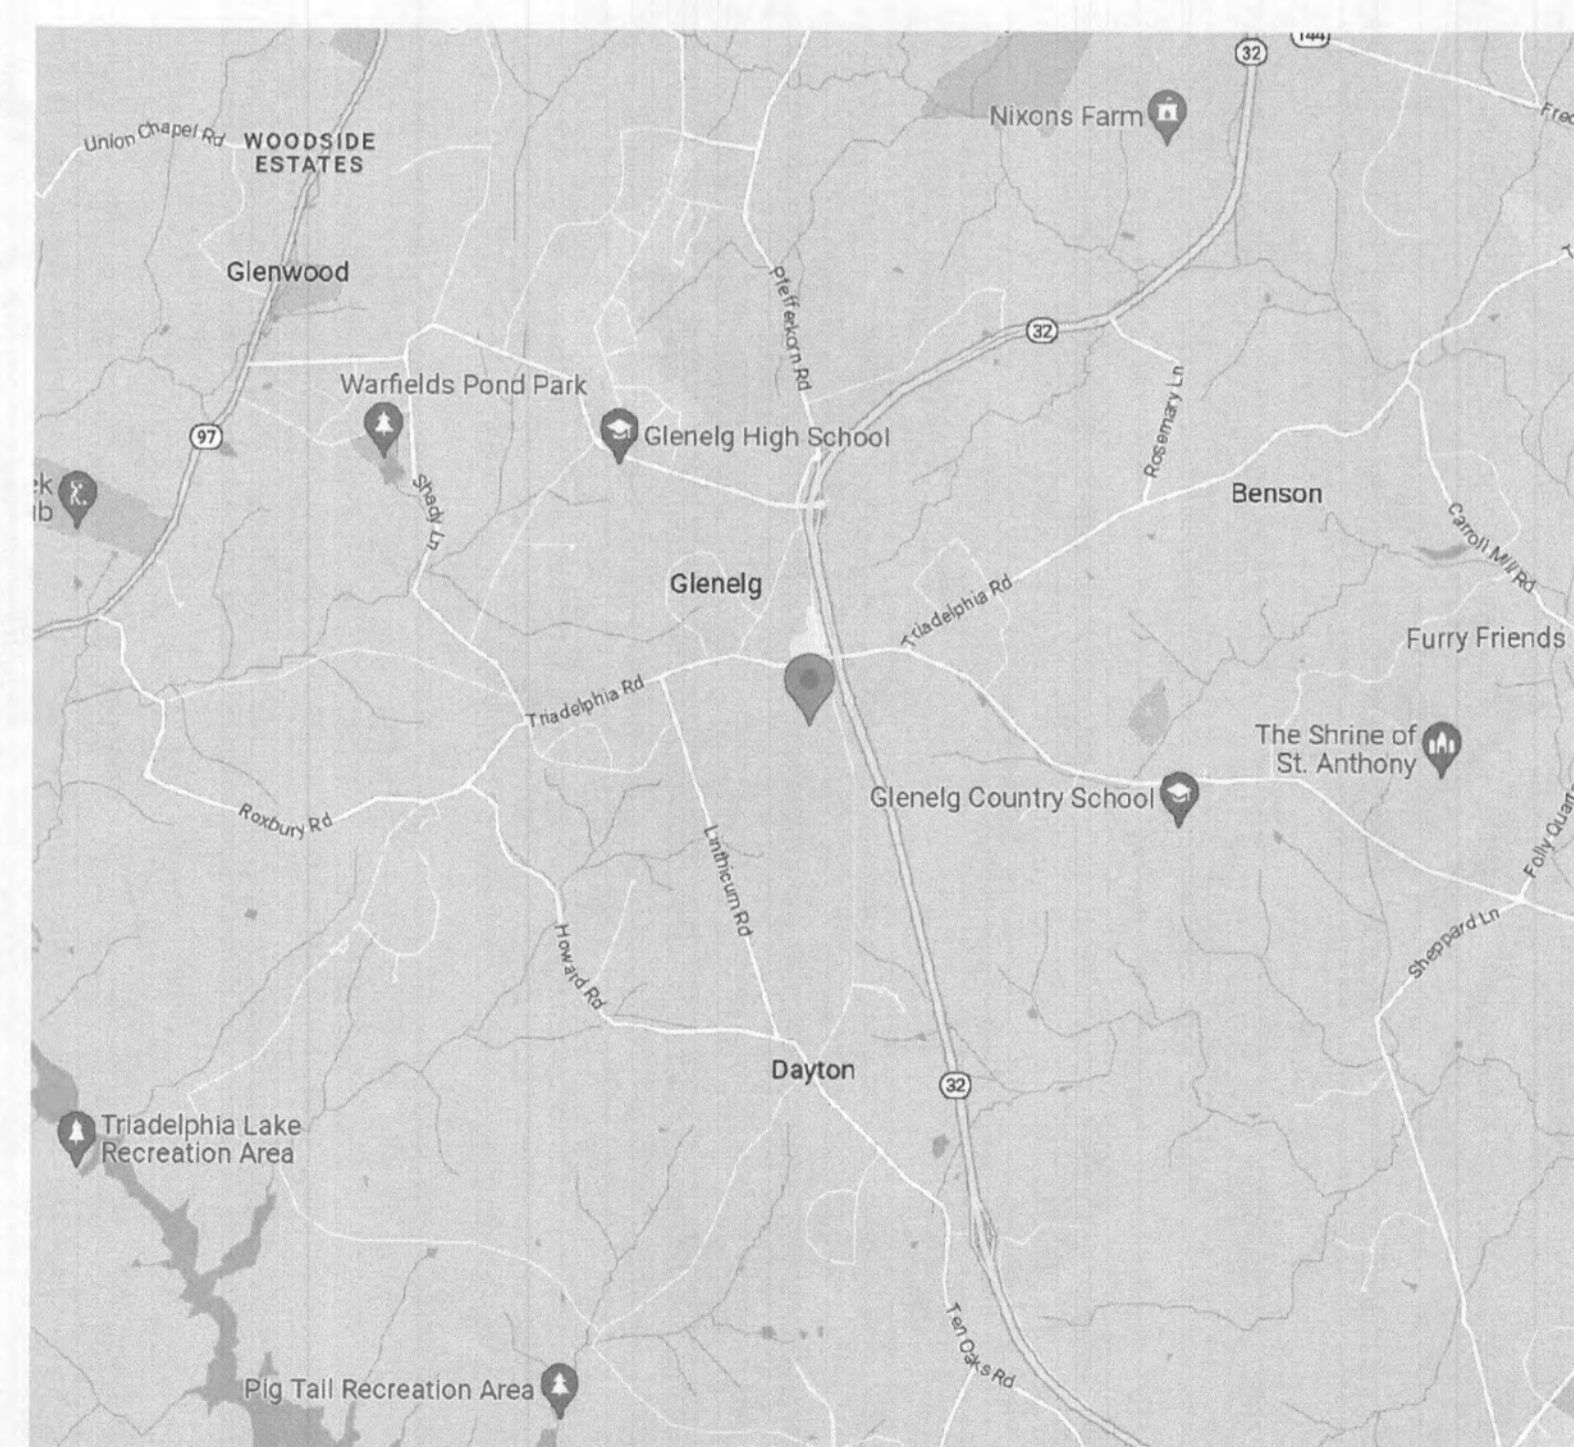 32
144
Nixons Farm
Union Chapel Rd
WOODSIDE
ESTATES
Glenwood
Pfefferkorn Rd
32
Warfields Pond Park
Rosemary Ln
97
Glenelg High School
Shady Ln
Benson
Carroll Mill Rd
Glenelg
Triadelphia Rd
Furry Friends
Triadelphia Rd
The Shrine of
St. Anthony
Glenelg Country School
Roxbury Rd
Linthicum Rd
Folly
Sheppard Ln
Howard Rd
Dayton
32
Triadelphia Lake
Recreation Area
Ten Oaks Rd
Pig Tail Recreation Area